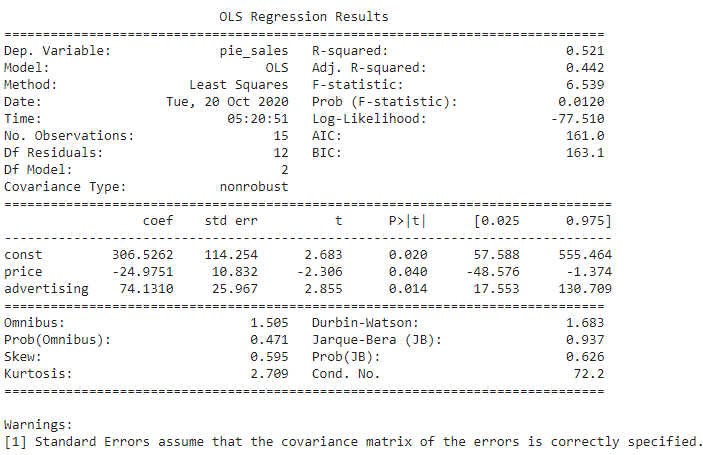 OLS Regression Results
==============================================================================
Dep. Variable:              pie_sales   R-squared:                       0.521
Model:                            OLS   Adj. R-squared:                  0.442
Method:                 Least Squares   F-statistic:                     6.539
Date:                Tue, 20 Oct 2020   Prob (F-statistic):             0.0120
Time:                        05:20:51   Log-Likelihood:                -77.510
No. Observations:                  15   AIC:                             161.0
Df Residuals:                      12   BIC:                             163.1
Df Model:                           2
Covariance Type:            nonrobust
===============================================================================
                  coef    std err          t      P>|t|      [0.025      0.975]
-------------------------------------------------------------------------------
const         306.5262    114.254      2.683      0.020      57.588     555.464
price         -24.9751     10.832     -2.306      0.040     -48.576      -1.374
advertising    74.1310     25.967      2.855      0.014      17.553     130.709
==============================================================================
Omnibus:                        1.505   Durbin-Watson:                   1.683
Prob(Omnibus):                  0.471   Jarque-Bera (JB):                0.937
Skew:                           0.595   Prob(JB):                        0.626
Kurtosis:                       2.709   Cond. No.                         72.2
==============================================================================
Warnings:
[1] Standard Errors assume that the covariance matrix of the errors is correctly specified.